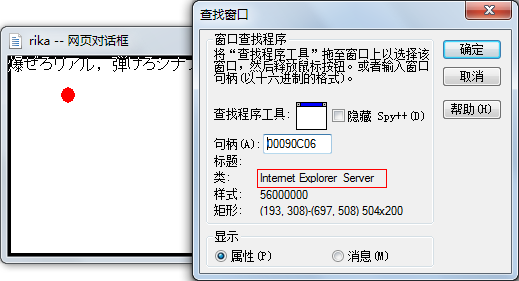 rika -- 网页对话框
爆ぜろリアル，弾けろシナ
查找窗口
窗口查找程序
将“查找程序工具”拖至窗口上以选择该
窗口，然后释放鼠标按钮。或者输入窗口
句柄(以十六进制的格式)。
查找程序工具:
隐藏 Spy++(D)
句柄(A): 00090C06
标题:
类: Internet Explorer_Server
样式: 56000000
矩形: (193, 308)-(697, 508) 504x200
显示
属性(P)
消息(M)
确定
取消
帮助(H)